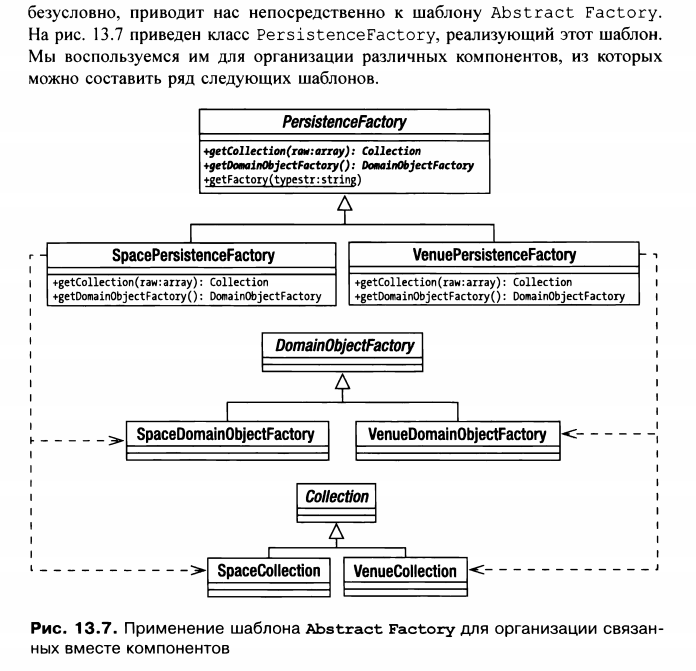 безусловно, приводит нас непосредственно к шаблону Abstract Factory.
На рис. 13.7 приведен класс PersistenceFactory, реализующий этот шаблон.
Мы воспользуемся им для организации различных компонентов, из которых
можно составить ряд следующих шаблонов.
PersistenceFactory
+getCollection(raw:array): Collection
+getDomainObjectFactory(): DomainObjectFactory
+getFactory(typestr:string)
SpacePersistenceFactory
+getCollection(raw:array): Collection
+getDomainObjectFactory(): DomainObjectFactory
VenuePersistenceFactory
+getCollection(raw:array): Collection
+getDomainObjectFactory(): DomainObjectFactory
DomainObjectFactory
SpaceDomainObjectFactory
VenueDomainObjectFactory
Collection
SpaceCollection
VenueCollection
Рис. 13.7. Применение шаблона Abstract Factory для организации связан-
ных вместе компонентов